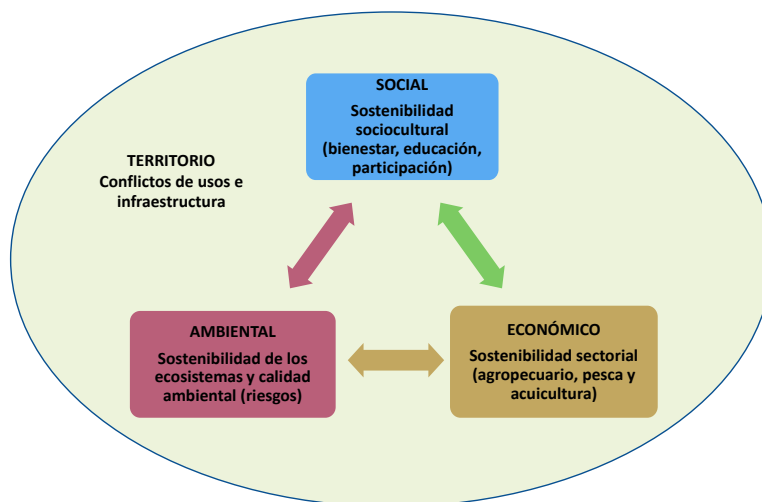 SOCIAL
Sostenibilidad
sociocultural
(bienestar, educación,
participación)
TERRITORIO
Conflictos de usos e
infraestructura
AMBIENTAL
Sostenibilidad de los
ecosistemas y calidad
ambiental (riesgos)
ECONÓMICO
Sostenibilidad sectorial
(agropecuario, pesca y
acuicultura)